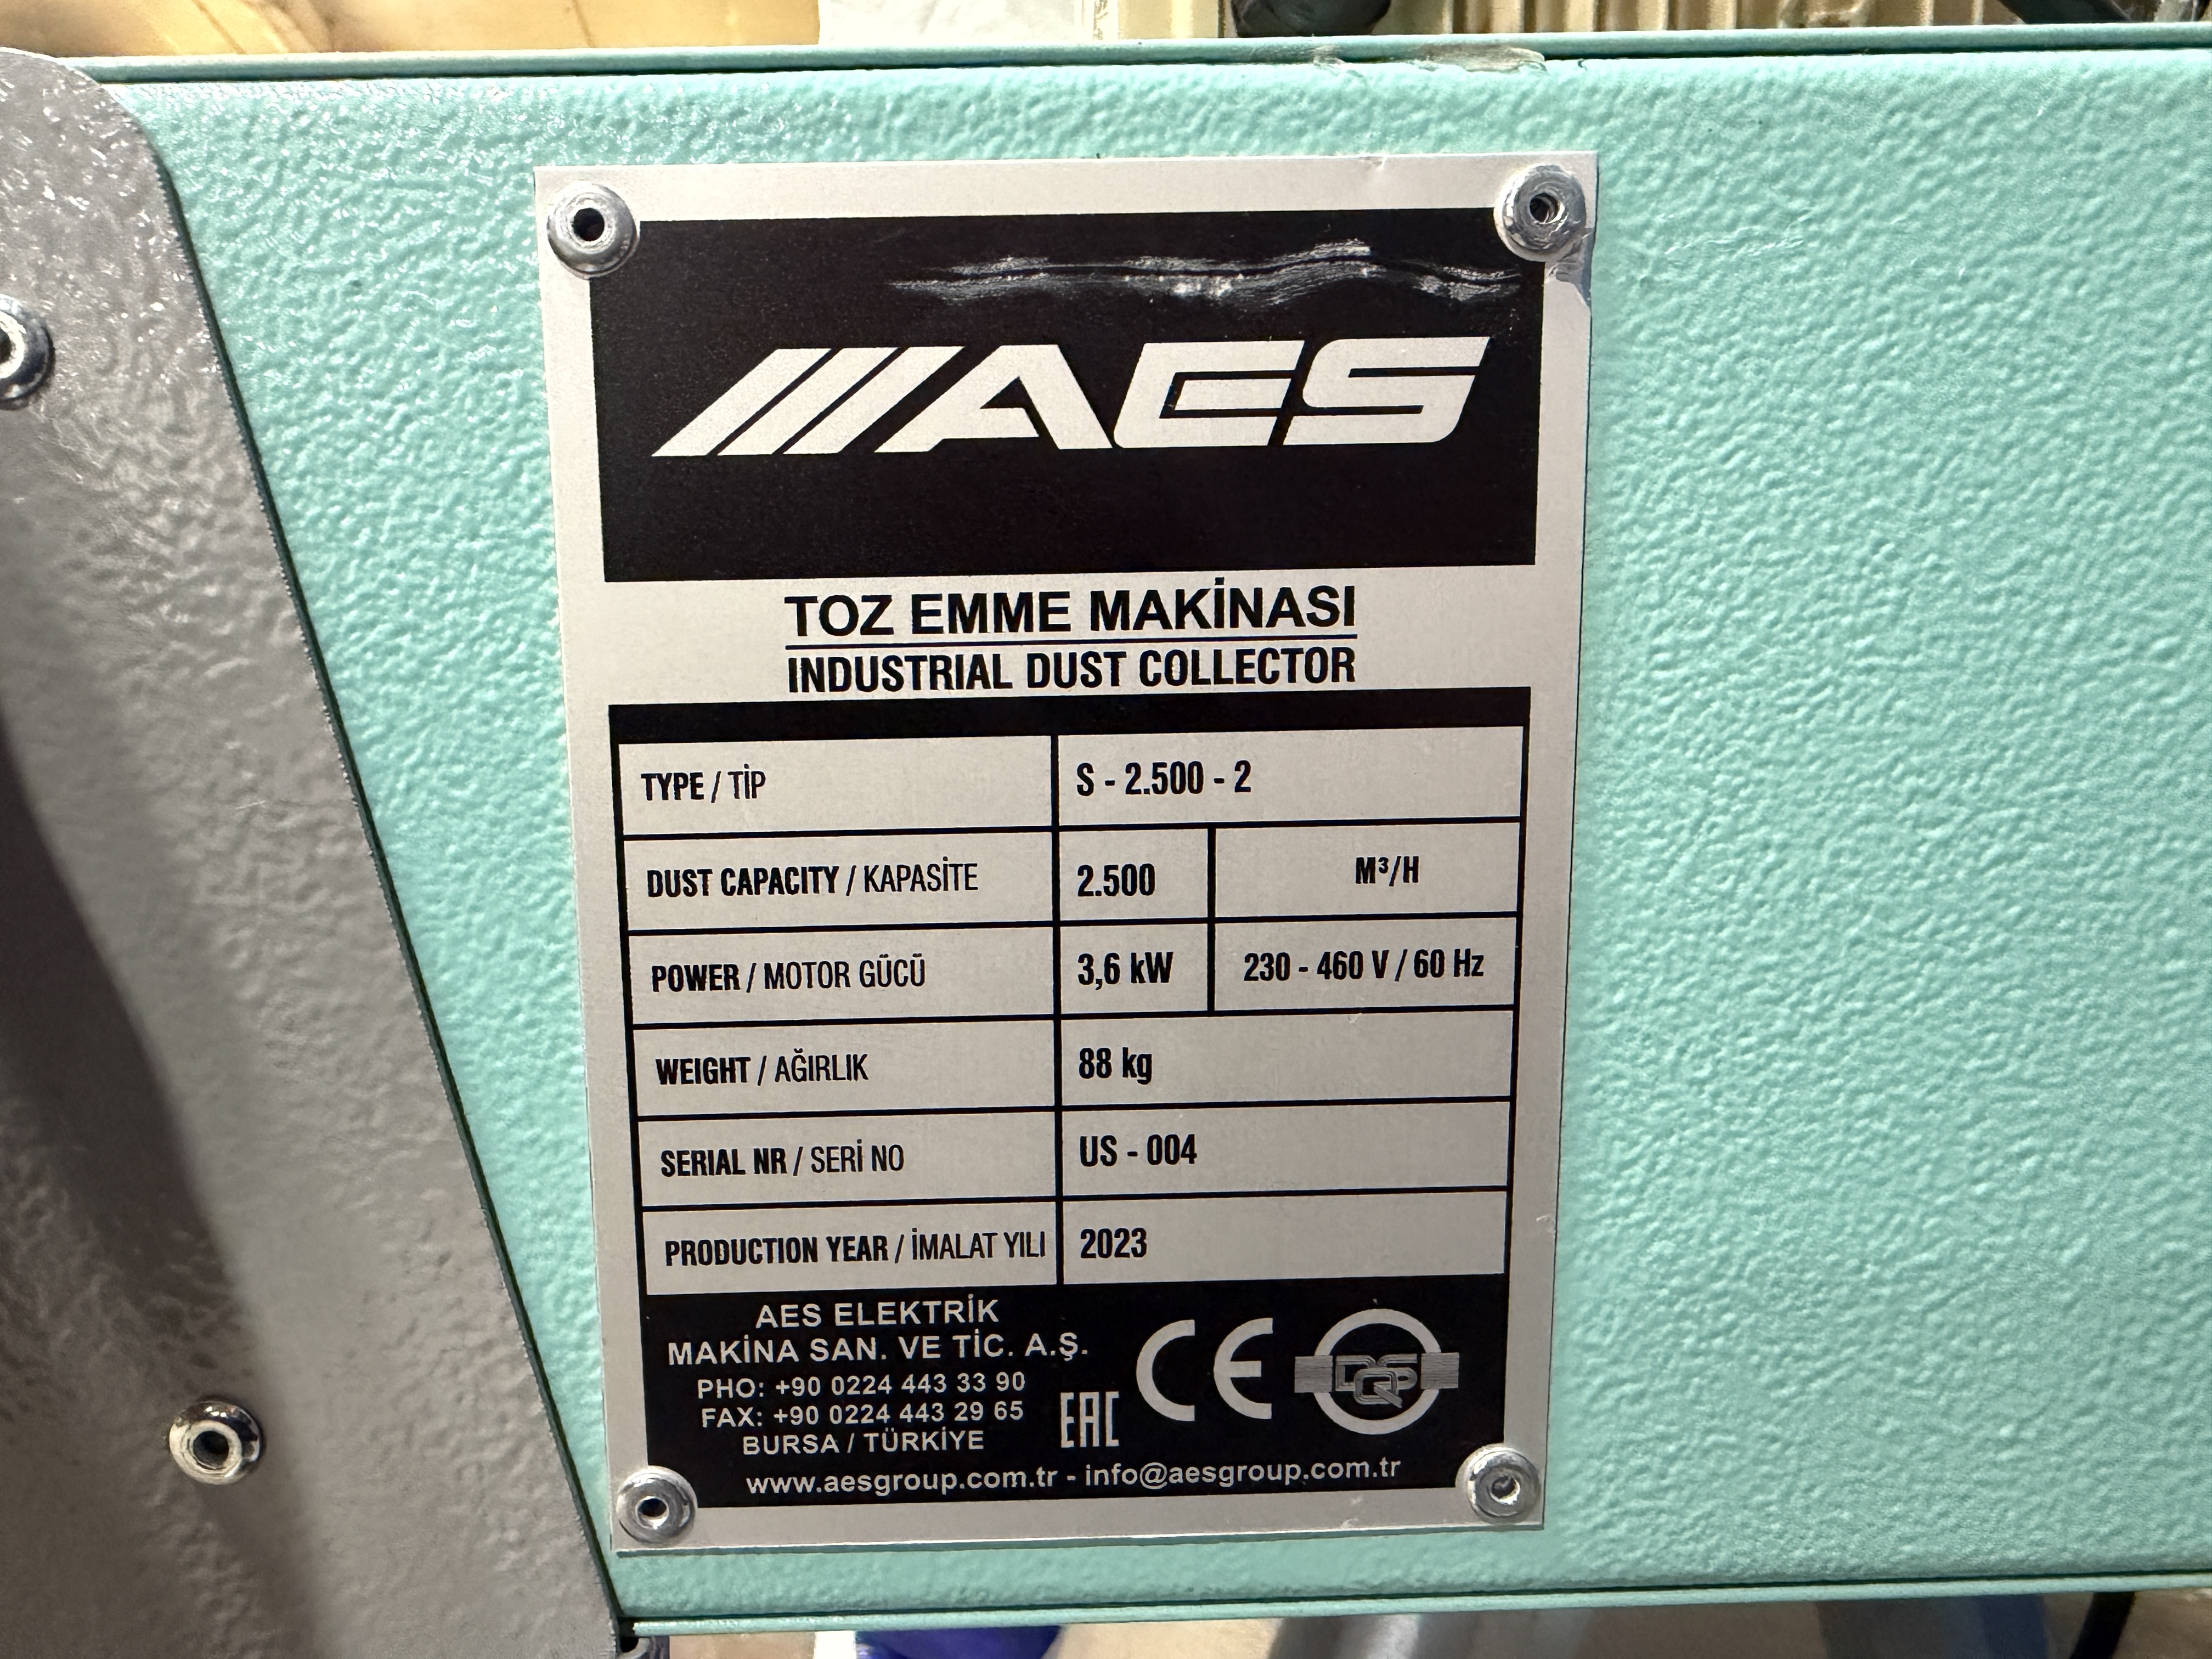 AES
TOZ EMME MAKİNASI
INDUSTRIAL DUST COLLECTOR
TYPE / TİP S - 2.500 - 2
DUST CAPACITY / KAPASİTE 2.500 M³/H
POWER / MOTOR GÜCÜ 3,6 kW 230 - 460 V / 60 Hz
WEIGHT / AĞIRLIK 88 kg
SERIAL NR / SERİ NO US - 004
PRODUCTION YEAR / İMALAT YILI 2023
AES ELEKTRİK
MAKİNA SAN. VE TİC. A.Ş.
PHO: +90 0224 443 33 90
FAX: +90 0224 443 29 65
BURSA / TÜRKİYE
EAC CE DQS
www.aesgroup.com.tr - info@aesgroup.com.tr